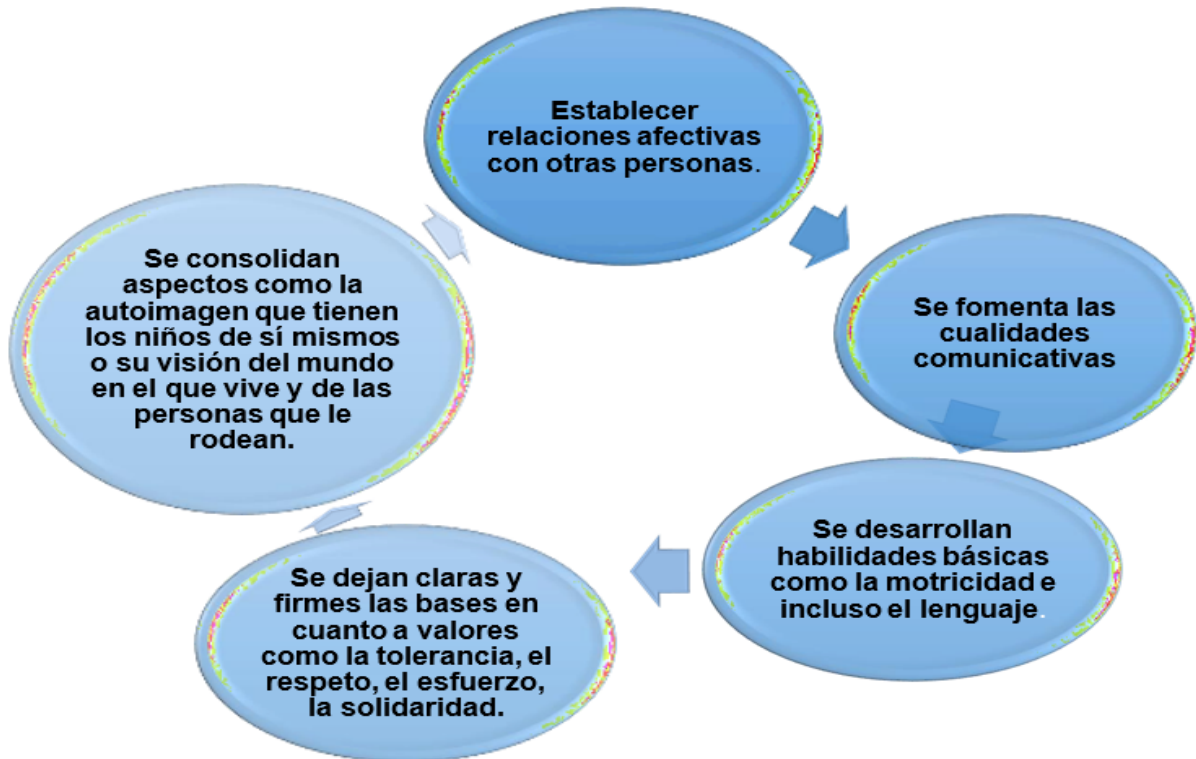 Establecer
relaciones afectivas
con otras personas.
Se fomenta las
cualidades
comunicativas
Se desarrollan
habilidades básicas
como la motricidad e
incluso el lenguaje.
Se dejan claras y
firmes las bases en
cuanto a valores
como la tolerancia, el
respeto, el esfuerzo,
la solidaridad.
Se consolidan
aspectos como la
autoimagen que tienen
los niños de sí mismos
o su visión del mundo
en el que vive y de las
personas que le
rodean.